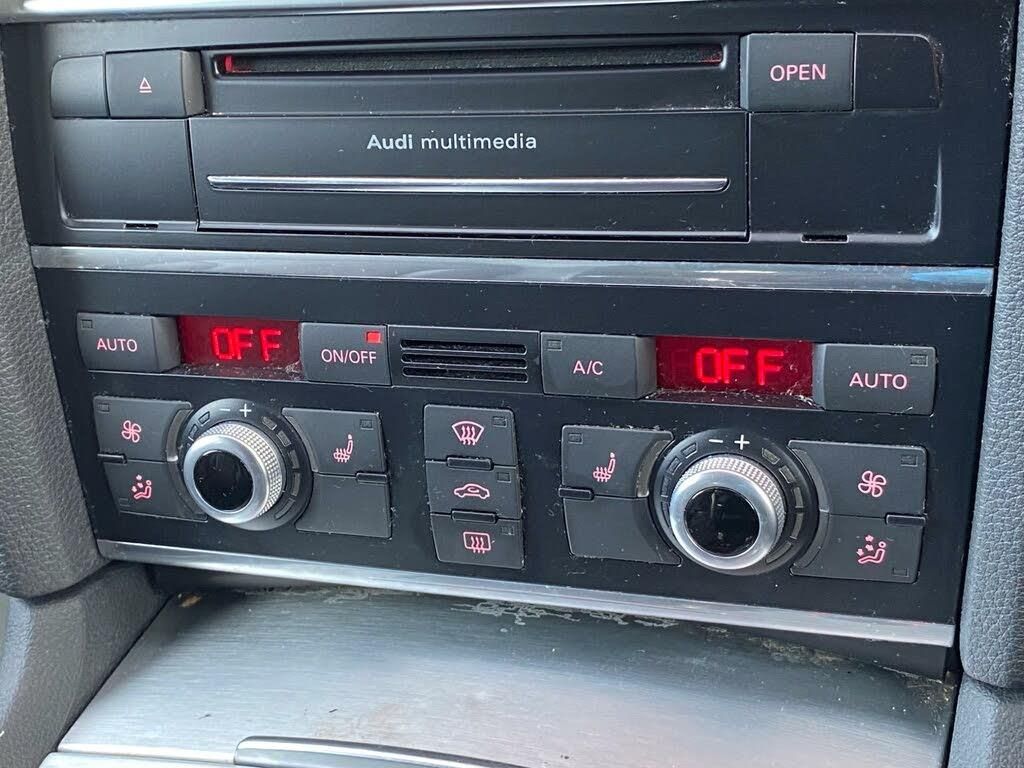 OPEN
Audi multimedia
AUTO OFF ON/OFF A/C OFF AUTO
- +
- +